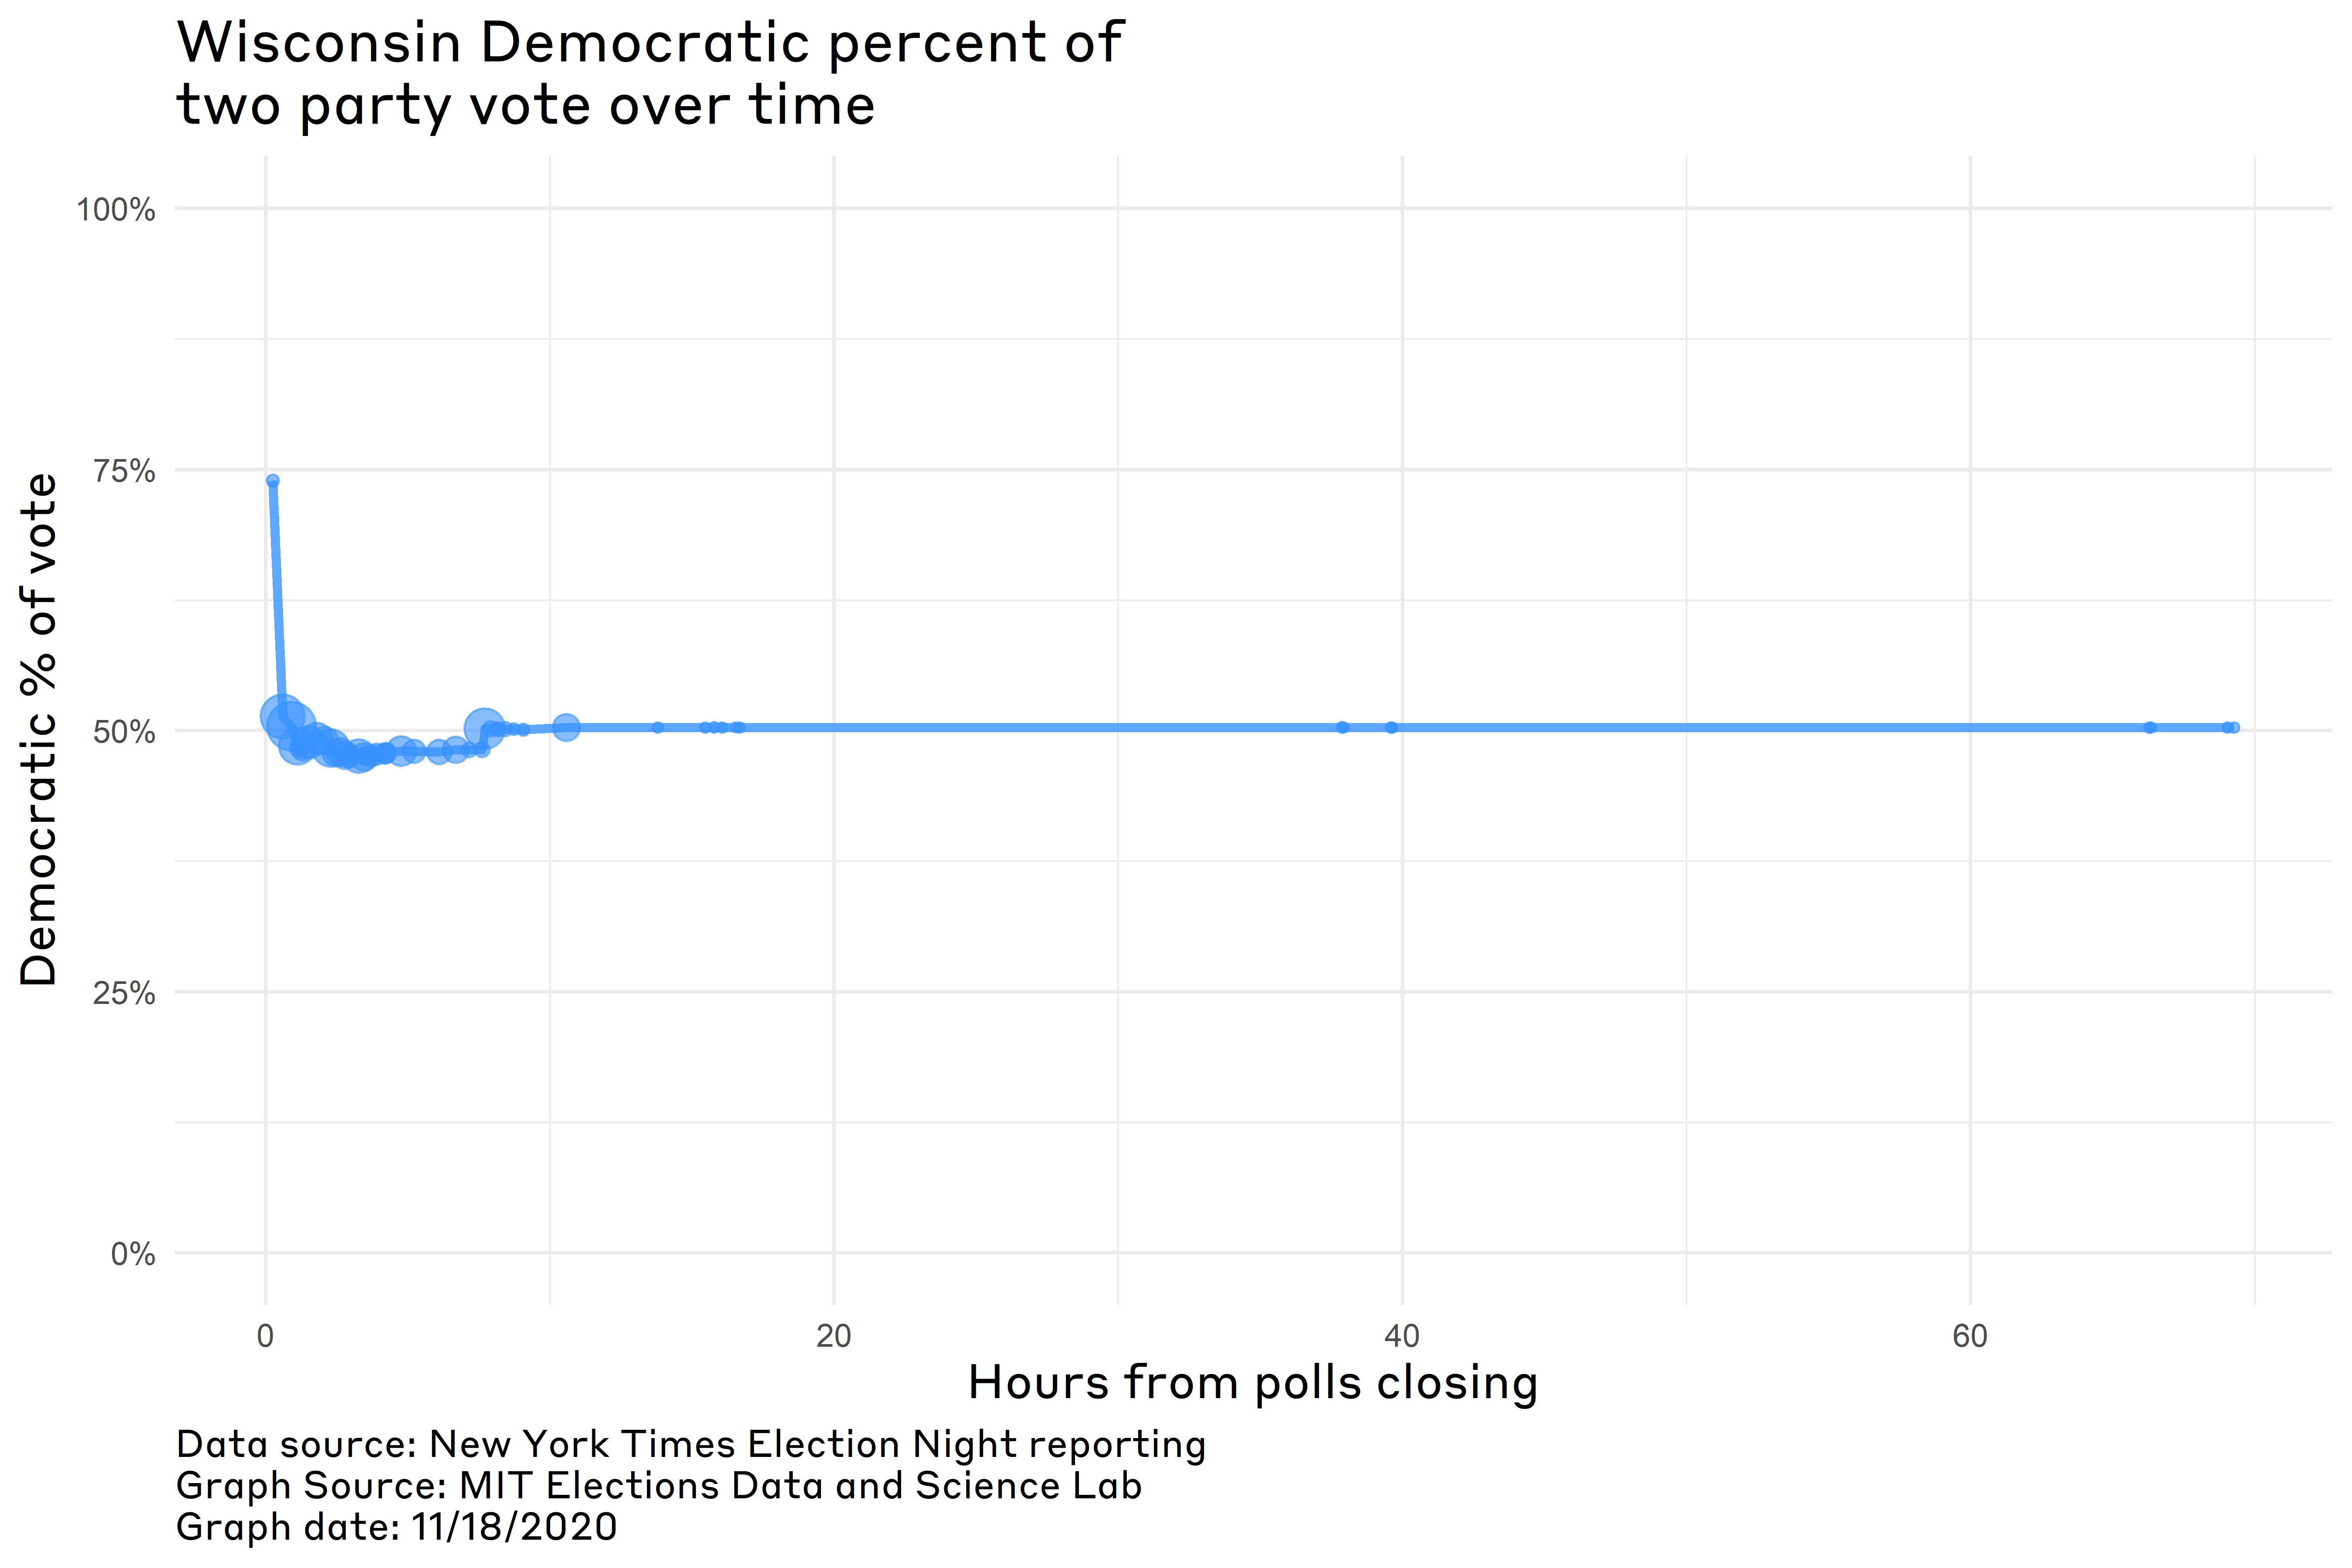 Wisconsin Democratic percent of
two party vote over time
Democratic % of vote
100%
75%
50%
25%
0%
0 20 40 60
Hours from polls closing
Data source: New York Times Election Night reporting
Graph Source: MIT Elections Data and Science Lab
Graph date: 11/18/2020